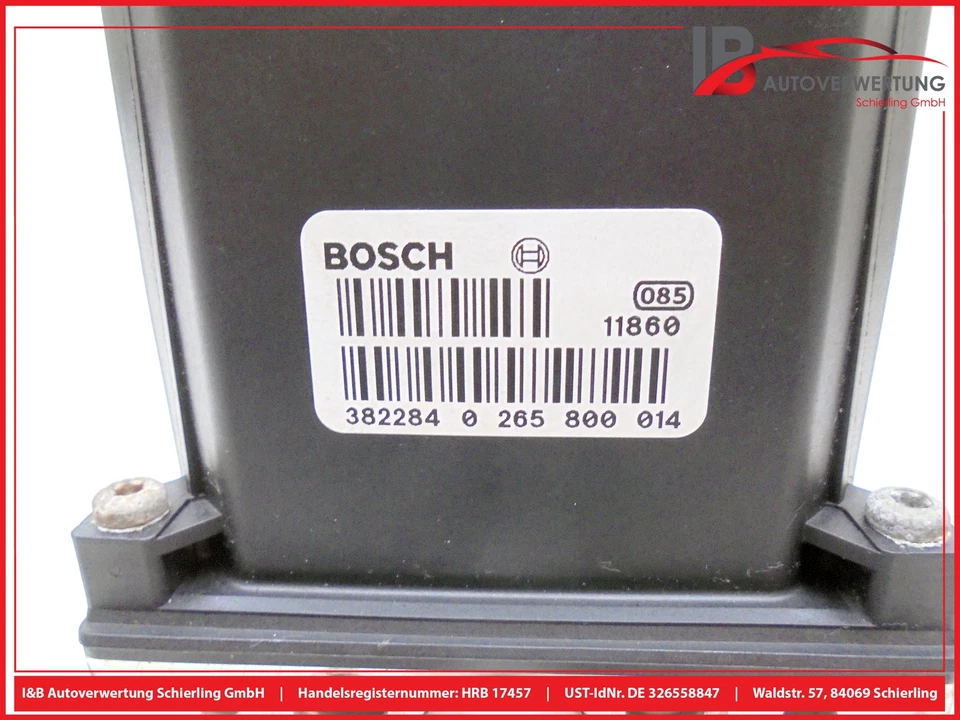 IB
AUTOVERWERTUNG
Schierling GmbH
BOSCH
085
11860
382284 0 265 800 014
I&B Autoverwertung Schierling GmbH | Handelsregisternummer: HRB 17457 | UST-IdNr. DE 326558847 | Waldstr. 57, 84069 Schierling